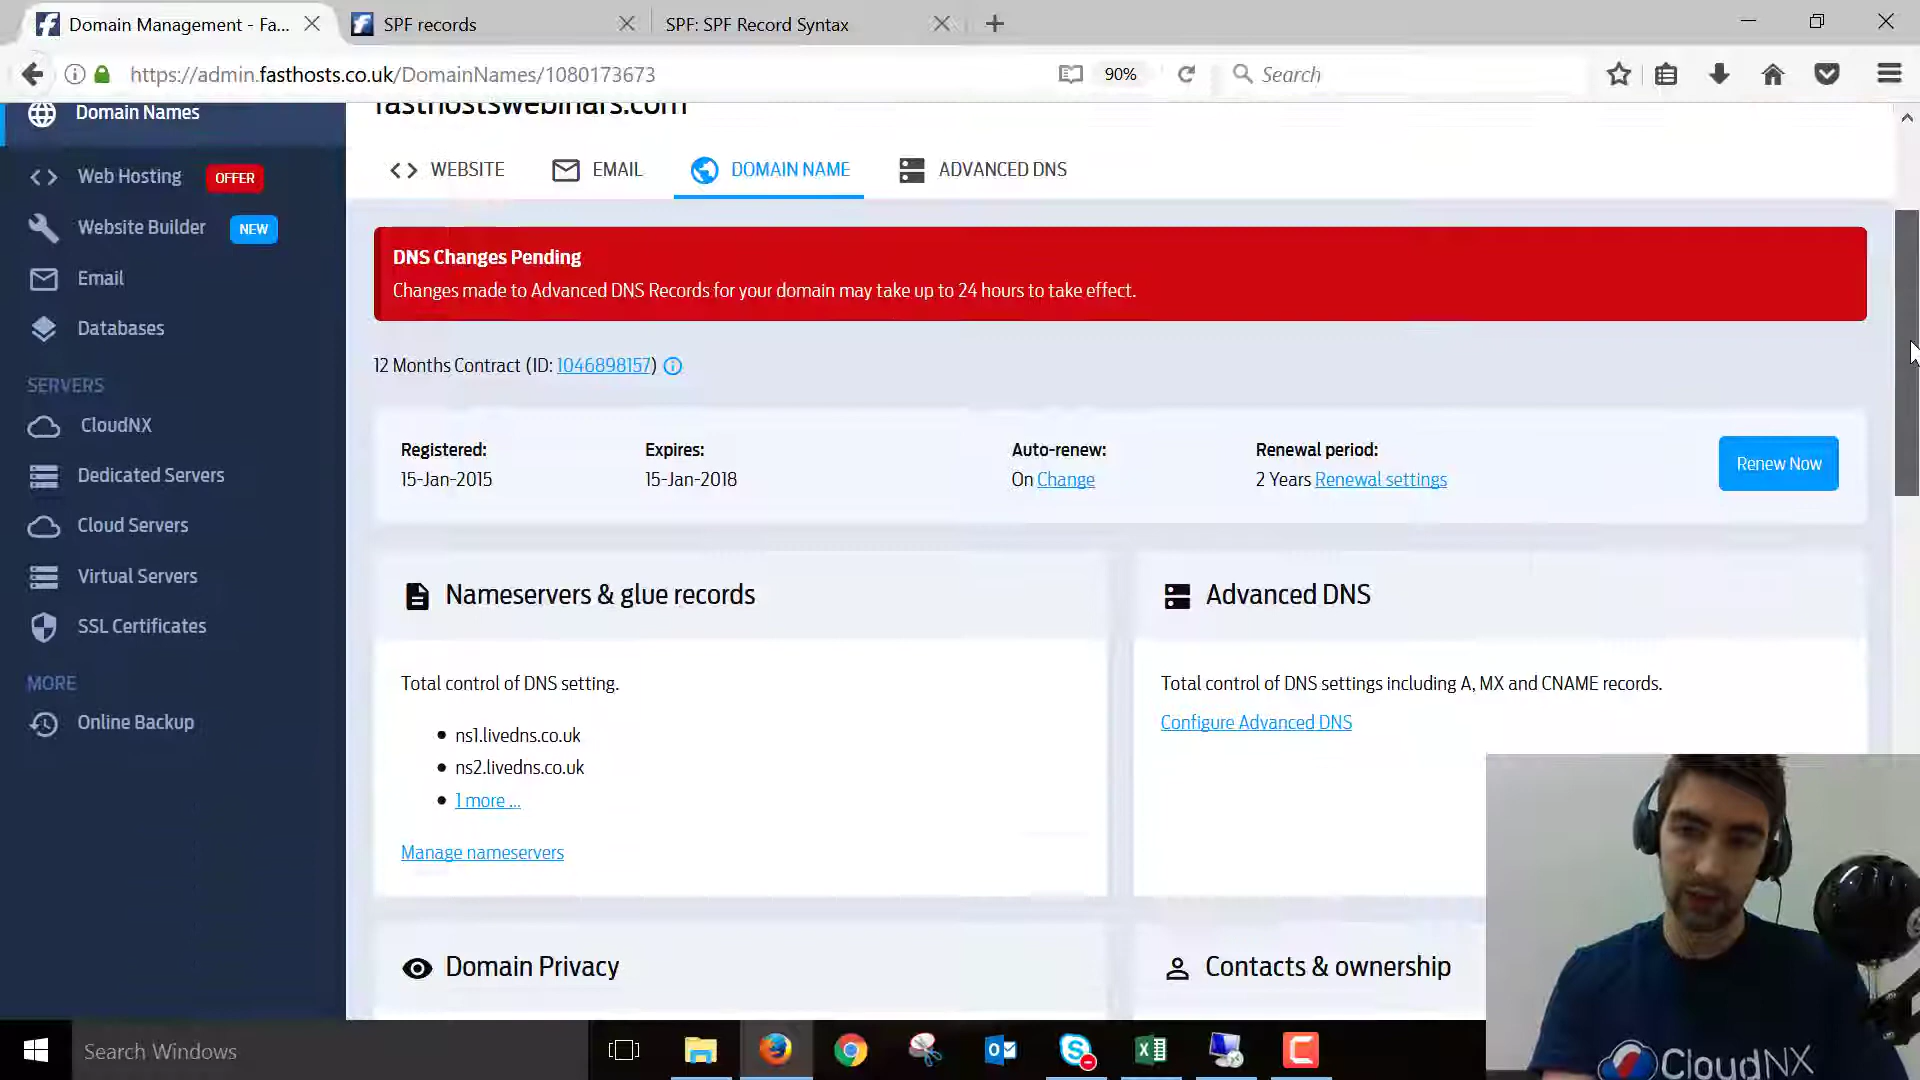 Domain Management - Fa...
SPF records
SPF: SPF Record Syntax
https://admin.fasthosts.co.uk/DomainNames/1080173673
90%
Search
fasthostswebinars.com
Domain Names
Web Hosting OFFER
Website Builder NEW
Email
Databases
SERVERS
CloudNX
Dedicated Servers
Cloud Servers
Virtual Servers
SSL Certificates
MORE
Online Backup
WEBSITE
EMAIL
DOMAIN NAME
ADVANCED DNS
DNS Changes Pending
Changes made to Advanced DNS Records for your domain may take up to 24 hours to take effect.
12 Months Contract (ID: 1046898157)
Registered:
15-Jan-2015
Expires:
15-Jan-2018
Auto-renew:
On Change
Renewal period:
2 Years Renewal settings
Renew Now
Nameservers & glue records
Total control of DNS setting.
ns1.livedns.co.uk
ns2.livedns.co.uk
1 more ...
Manage nameservers
Advanced DNS
Total control of DNS settings including A, MX and CNAME records.
Configure Advanced DNS
Domain Privacy
Contacts & ownership
CloudNX
Search Windows